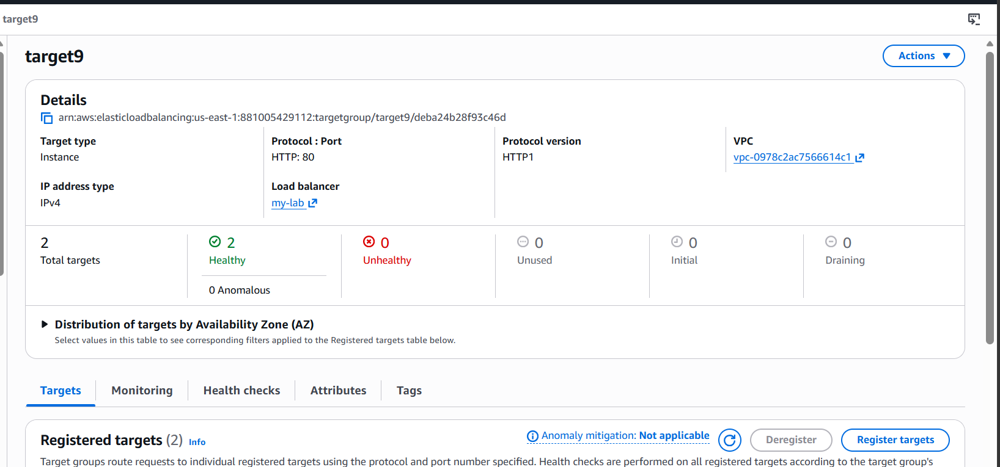 target9
target9
Actions
Details
arn:aws:elasticloadbalancing:us-east-1:881005429112:targetgroup/target9/deba24b28f93c46d
Target type
Instance
Protocol : Port
HTTP: 80
Protocol version
HTTP1
VPC
vpc-0978c2ac7566614c1
IP address type
IPv4
Load balancer
my-lab
2
Total targets
2
Healthy
0 Anomalous
0
Unhealthy
0
Unused
0
Initial
0
Draining
Distribution of targets by Availability Zone (AZ)
Select values in this table to see corresponding filters applied to the Registered targets table below.
Targets
Monitoring
Health checks
Attributes
Tags
Registered targets (2) Info
Anomaly mitigation: Not applicable
Deregister
Register targets
Target groups route requests to individual registered targets using the protocol and port number specified. Health checks are performed on all registered targets according to the target group's